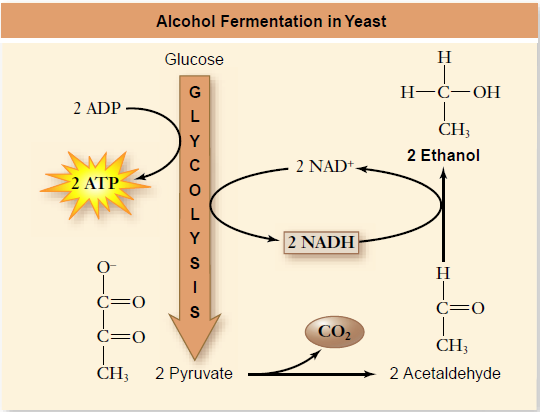 Alcohol Fermentation in Yeast
Glucose
GLYCOLYSIS
2 ADP
2 ATP
2 NAD+
2 NADH
H
H—C—OH
CH₃
2 Ethanol
O⁻
C=O
C=O
CH₃
2 Pyruvate
CO₂
H
C=O
CH₃
2 Acetaldehyde